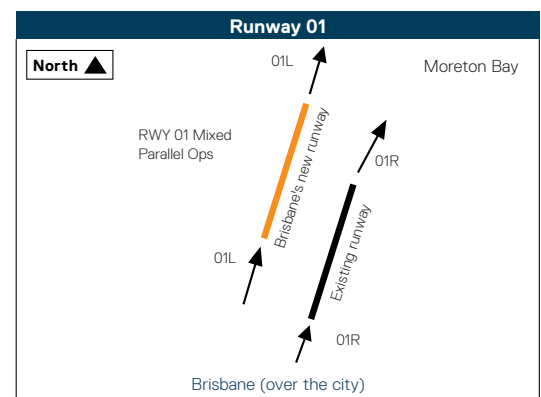 Runway 01
North
01L
Moreton Bay
RWY 01 Mixed
Parallel Ops
Brisbane's new runway
01R
01L
Existing runway
01R
Brisbane (over the city)